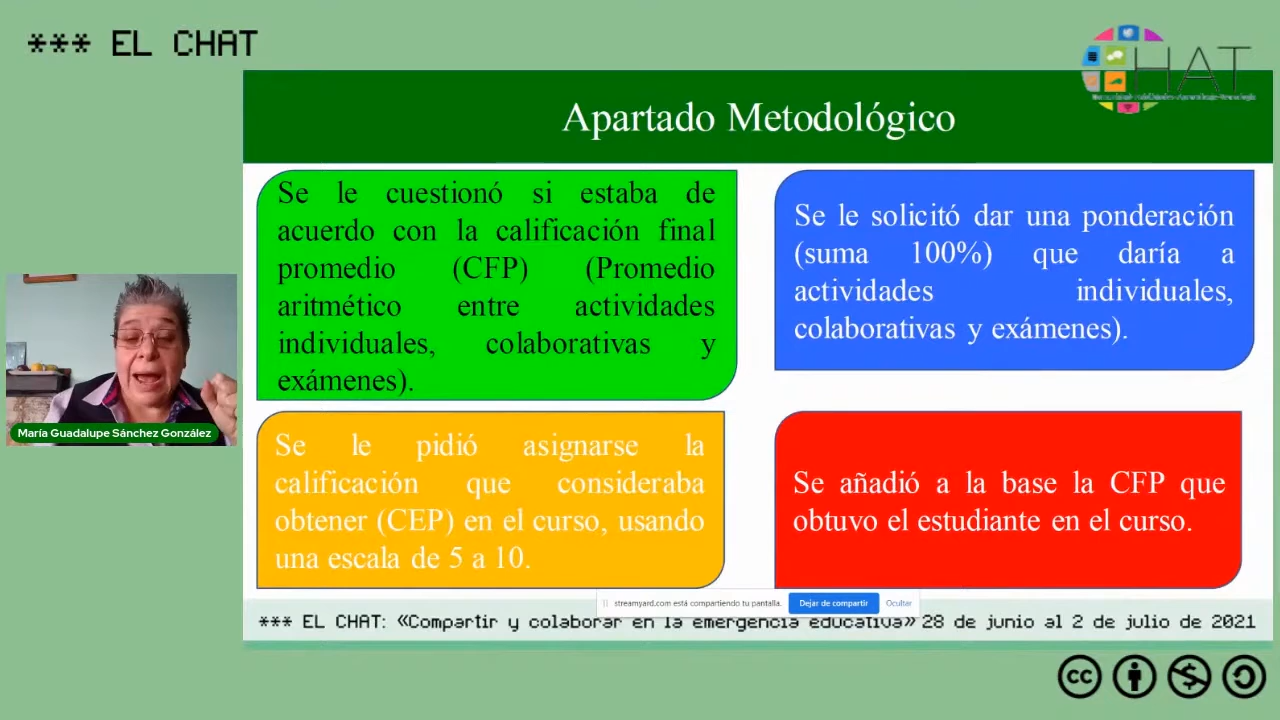 *** EL CHAT
HAT
Apartado Metodológico
Se le cuestionó si estaba de
acuerdo con la calificación final
promedio (CFP) (Promedio
aritmético entre actividades
individuales, colaborativas y
exámenes).
Se le solicitó dar una ponderación
(suma 100%) que daría a
actividades individuales,
colaborativas y exámenes).
Se le pidió asignarse la
calificación que consideraba
obtener (CEP) en el curso, usando
una escala de 5 a 10.
Se añadió a la base la CFP que
obtuvo el estudiante en el curso.
María Guadalupe Sánchez González
streamyard.com está compartiendo tu pantalla.
Dejar de compartir
Ocultar
*** EL CHAT: «Compartir y colaborar en la emergencia educativa» 28 de junio al 2 de julio de 2021
cc